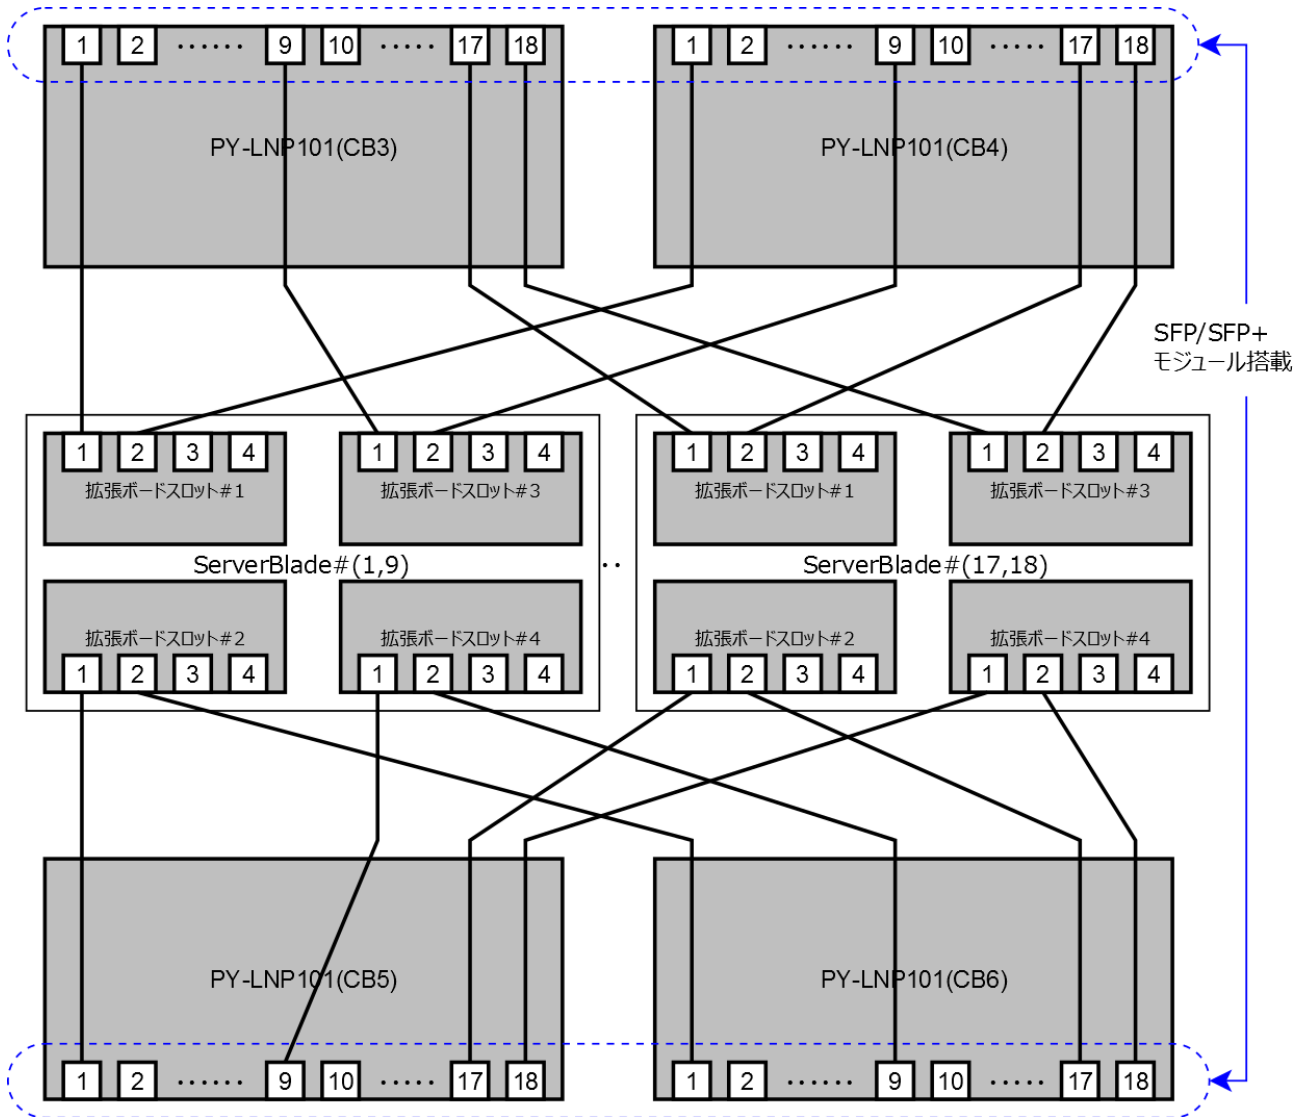 1 2 ······ 9 10 ····· 17 18
1 2 ······ 9 10 ····· 17 18
PY-LNP101(CB3)
PY-LNP101(CB4)
SFP/SFP+
モジュール搭載
1 2 3 4
拡張ボードスロット#1
1 2 3 4
拡張ボードスロット#3
ServerBlade#(1,9)
拡張ボードスロット#2
1 2 3 4
拡張ボードスロット#4
1 2 3 4
··
1 2 3 4
拡張ボードスロット#1
1 2 3 4
拡張ボードスロット#3
ServerBlade#(17,18)
拡張ボードスロット#2
1 2 3 4
拡張ボードスロット#4
1 2 3 4
PY-LNP101(CB5)
PY-LNP101(CB6)
1 2 ······ 9 10 ····· 17 18
1 2 ······ 9 10 ····· 17 18